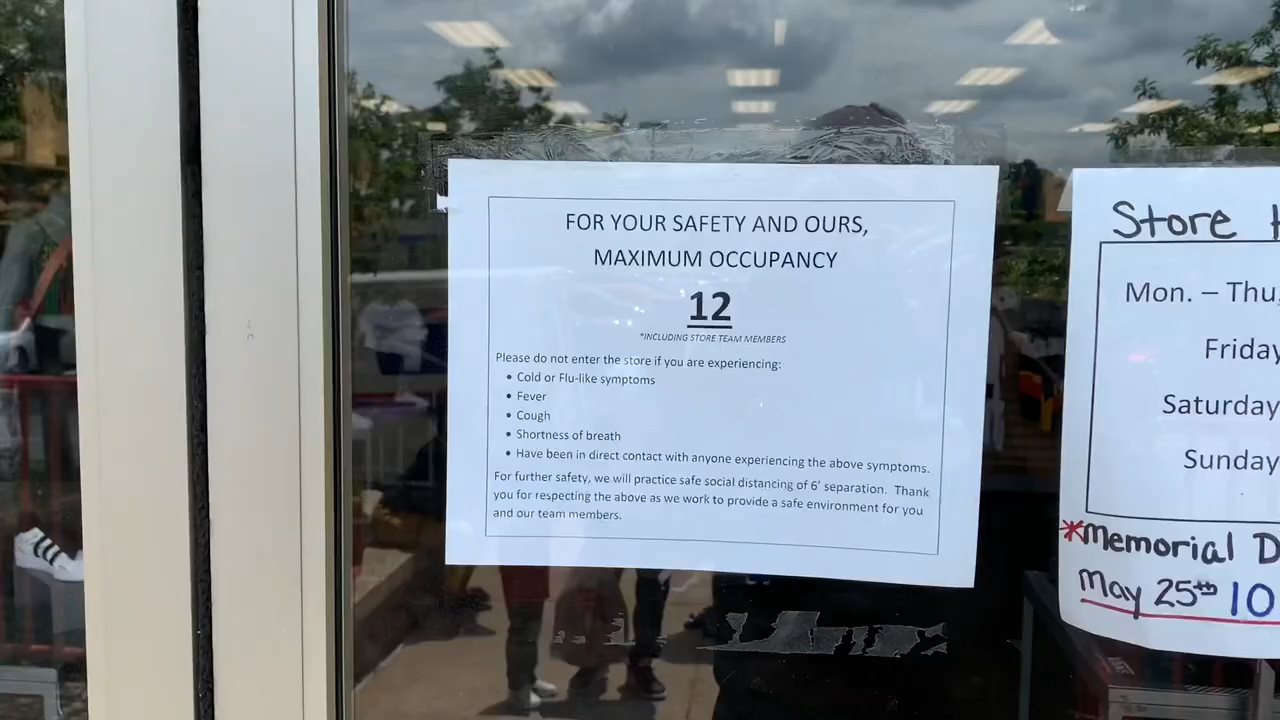 FOR YOUR SAFETY AND OURS,
MAXIMUM OCCUPANCY
12
*INCLUDING STORE TEAM MEMBERS
Please do not enter the store if you are experiencing:
• Cold or Flu-like symptoms
• Fever
• Cough
• Shortness of breath
• Have been in direct contact with anyone experiencing the above symptoms.
For further safety, we will practice safe social distancing of 6' separation. Thank
you for respecting the above as we work to provide a safe environment for you
and our team members.
Store
Mon. – Thu
Friday
Saturday
Sunday
*Memorial D
May 25th 10